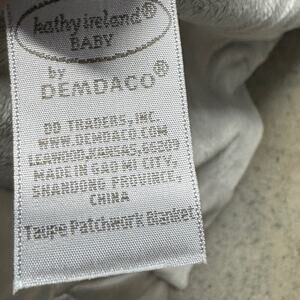 kathy ireland®
BABY
by
DEMDACO®
DD TRADERS, INC.
WWW.DEMDACO.COM
LEAWOOD, KANSAS, 66209
MADE IN GAO MI CITY,
SHANDONG PROVINCE,
CHINA
Taupe Patchwork Blanket